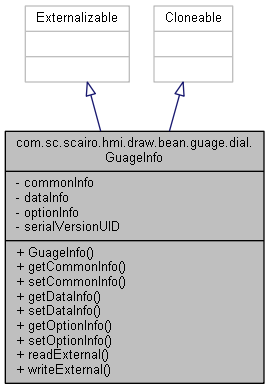 Externalizable
Cloneable
com.sc.scairo.hmi.draw.bean.guage.dial.
GuageInfo
- commonInfo
- dataInfo
- optionInfo
- serialVersionUID
+ GuageInfo()
+ getCommonInfo()
+ setCommonInfo()
+ getDataInfo()
+ setDataInfo()
+ getOptionInfo()
+ setOptionInfo()
+ readExternal()
+ writeExternal()